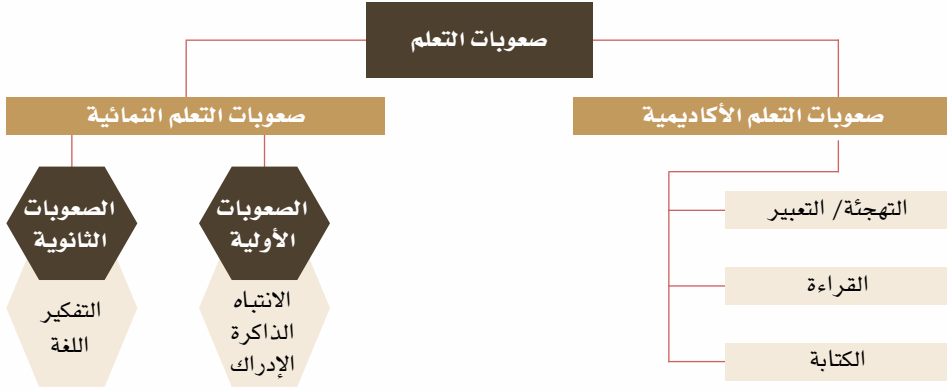 صعوبات التعلم
صعوبات التعلم الأكاديمية
التهجئة/ التعبير
القراءة
الكتابة
صعوبات التعلم النمائية
الصعوبات
الأولية
الانتباه
الذاكرة
الإدراك
الصعوبات
الثانوية
التفكير
اللغة